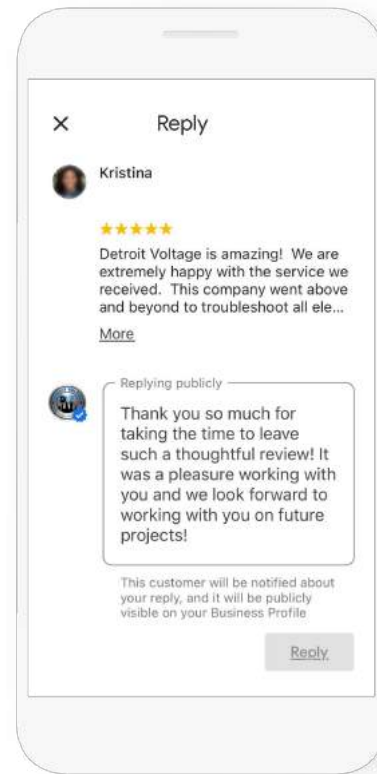 Reply
Kristina
Detroit Voltage is amazing!  We are
extremely happy with the service we
received.  This company went above
and beyond to troubleshoot all ele...
More
Replying publicly
Thank you so much for
taking the time to leave
such a thoughtful review! It
was a pleasure working with
you and we look forward to
working with you on future
projects!
This customer will be notified about
your reply, and it will be publicly
visible on your Business Profile
Reply